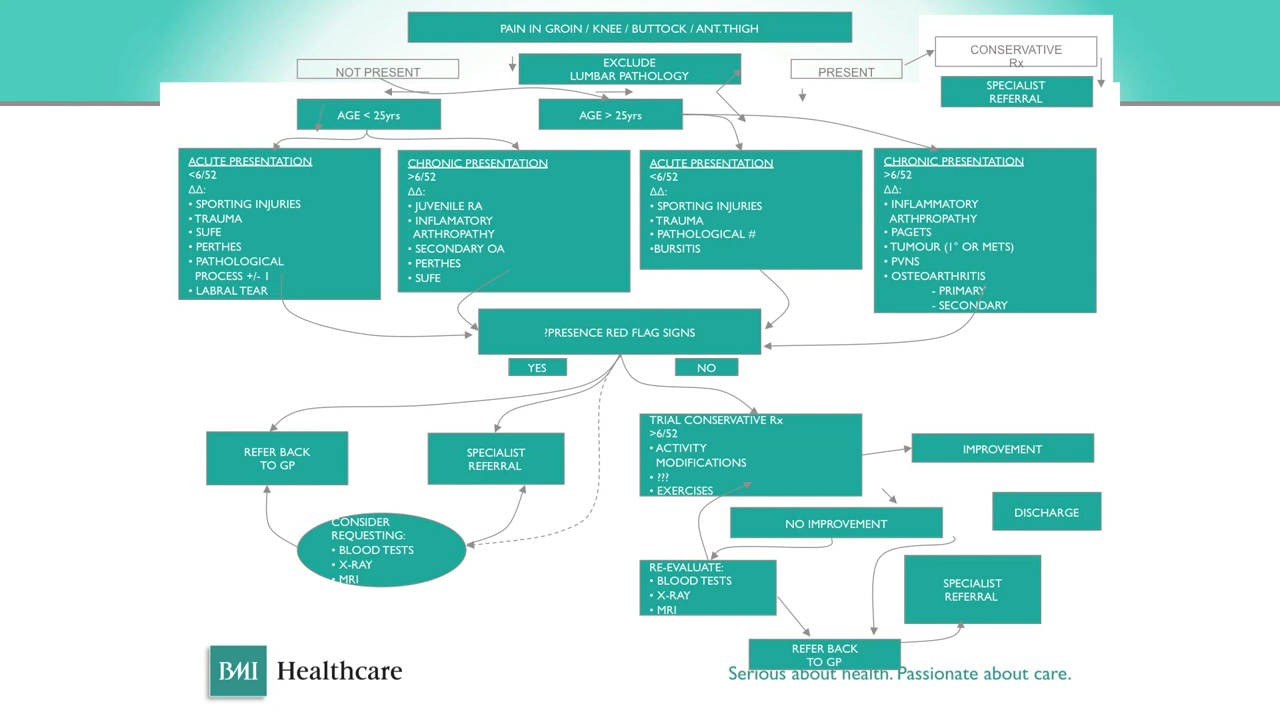 PAIN IN GROIN / KNEE / BUTTOCK / ANT.THIGH
CONSERVATIVE
Rx
NOT PRESENT
EXCLUDE
LUMBAR PATHOLOGY
PRESENT
SPECIALIST
REFERRAL
AGE < 25yrs
AGE > 25yrs
ACUTE PRESENTATION
<6/52
ΔΔ:
• SPORTING INJURIES
• TRAUMA
• SUFE
• PERTHES
• PATHOLOGICAL
PROCESS +/- 1
• LABRAL TEAR
CHRONIC PRESENTATION
>6/52
ΔΔ:
• JUVENILE RA
• INFLAMATORY
ARTHROPATHY
• SECONDARY OA
• PERTHES
• SUFE
ACUTE PRESENTATION
<6/52
ΔΔ:
• SPORTING INJURIES
• TRAUMA
• PATHOLOGICAL #
•BURSITIS
CHRONIC PRESENTATION
>6/52
ΔΔ:
• INFLAMMATORY
ARTHPROPATHY
• PAGETS
• TUMOUR (1° OR METS)
• PVNS
• OSTEOARTHRITIS
- PRIMARY
- SECONDARY
?PRESENCE RED FLAG SIGNS
YES
NO
REFER BACK
TO GP
SPECIALIST
REFERRAL
TRIAL CONSERVATIVE Rx
>6/52
• ACTIVITY
MODIFICATIONS
• ???
• EXERCISES
IMPROVEMENT
DISCHARGE
NO IMPROVEMENT
CONSIDER
REQUESTING:
• BLOOD TESTS
• X-RAY
• MRI
RE-EVALUATE:
• BLOOD TESTS
• X-RAY
• MRI
SPECIALIST
REFERRAL
REFER BACK
TO GP
BMI Healthcare
Serious about health. Passionate about care.